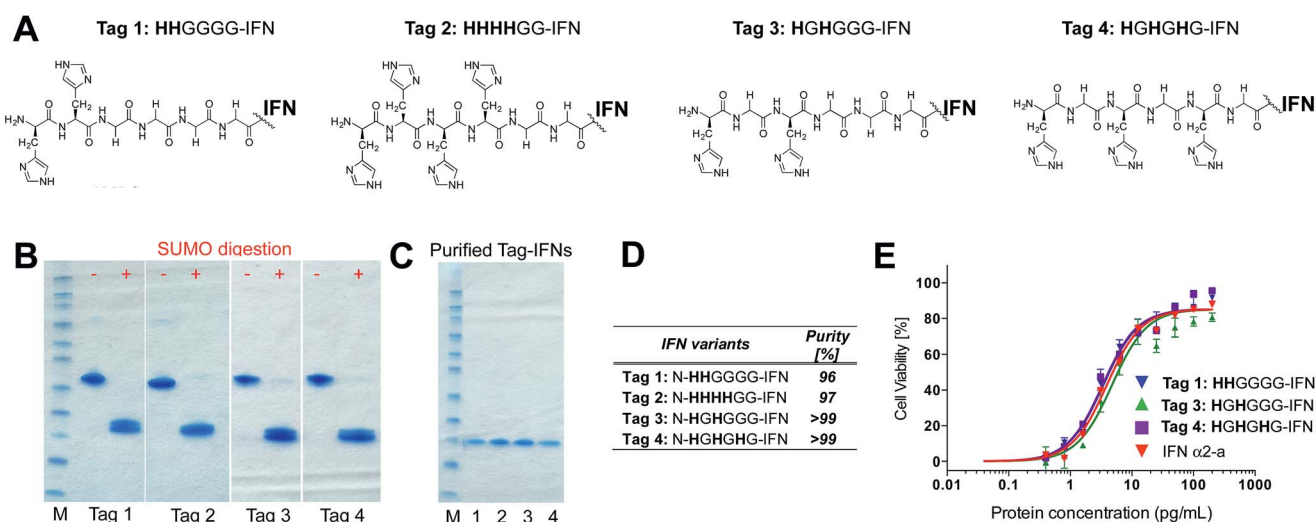 A
Tag 1: HHGGGG-IFN
Tag 2: HHHHGG-IFN
Tag 3: HGHGGG-IFN
Tag 4: HGHGHG-IFN
IFN
IFN
IFN
IFN
B
SUMO digestion
- + - + - + - +
M Tag 1 Tag 2 Tag 3 Tag 4
C
Purified Tag-IFNs
M 1 2 3 4
D
IFN variants Purity [%]
Tag 1: N-HHGGGG-IFN 96
Tag 2: N-HHHHGG-IFN 97
Tag 3: N-HGHGGG-IFN >99
Tag 4: N-HGHGHG-IFN >99
E
Cell Viability [%]
100
80
60
40
20
0
0.01 0.1 1 10 100 1000
Protein concentration (pg/mL)
Tag 1: HHGGGG-IFN
Tag 3: HGHGGG-IFN
Tag 4: HGHGHG-IFN
IFN α2-a